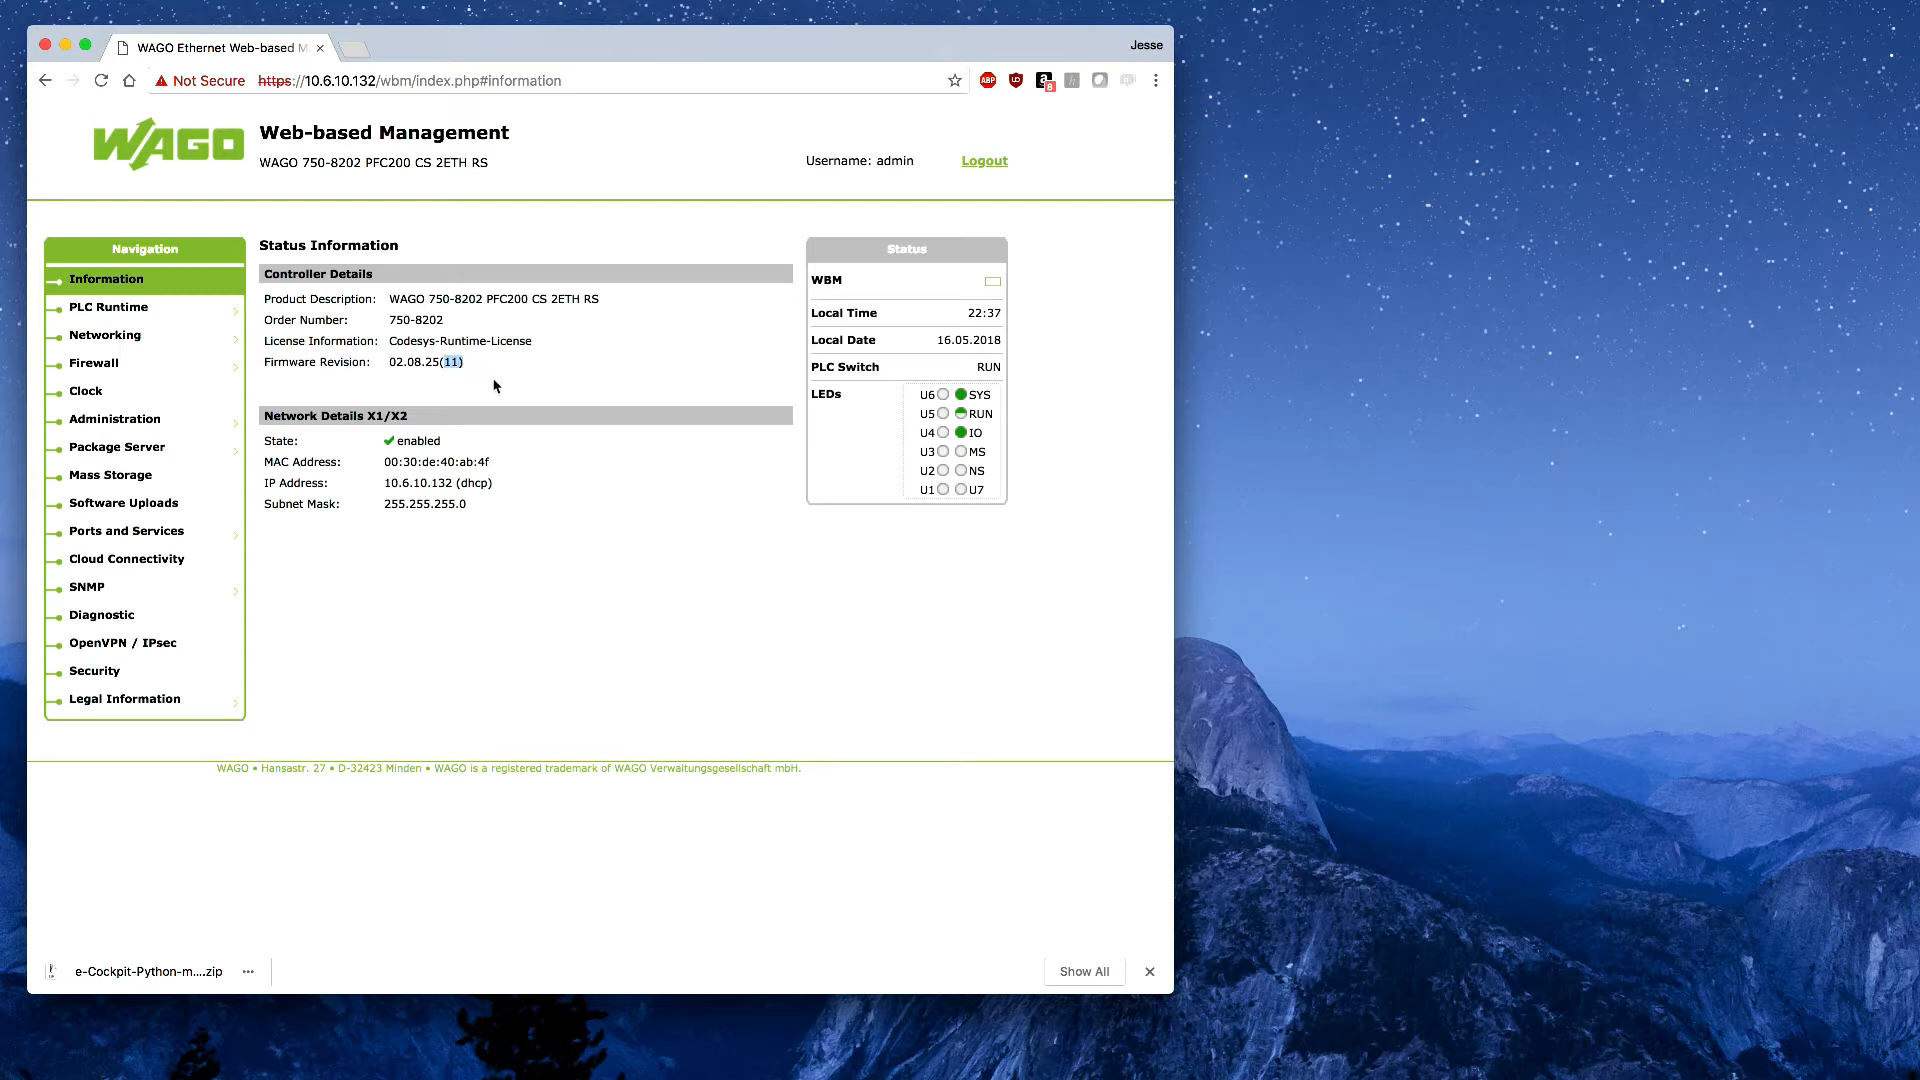 WAGO Ethernet Web-based M
Jesse
Not Secure https://10.6.10.132/wbm/index.php#information
ABP
8
WAGO
Web-based Management
WAGO 750-8202 PFC200 CS 2ETH RS
Username: admin
Logout
Navigation
Information
PLC Runtime
Networking
Firewall
Clock
Administration
Package Server
Mass Storage
Software Uploads
Ports and Services
Cloud Connectivity
SNMP
Diagnostic
OpenVPN / IPsec
Security
Legal Information
Status Information
Controller Details
Product Description: WAGO 750-8202 PFC200 CS 2ETH RS
Order Number: 750-8202
License Information: Codesys-Runtime-License
Firmware Revision: 02.08.25(11)
Network Details X1/X2
State: enabled
MAC Address: 00:30:de:40:ab:4f
IP Address: 10.6.10.132 (dhcp)
Subnet Mask: 255.255.255.0
Status
WBM
Local Time 22:37
Local Date 16.05.2018
PLC Switch RUN
LEDs
U6 SYS
U5 RUN
U4 IO
U3 MS
U2 NS
U1 U7
WAGO • Hansastr. 27 • D-32423 Minden • WAGO is a registered trademark of WAGO Verwaltungsgesellschaft mbH.
e-Cockpit-Python-m....zip
Show All